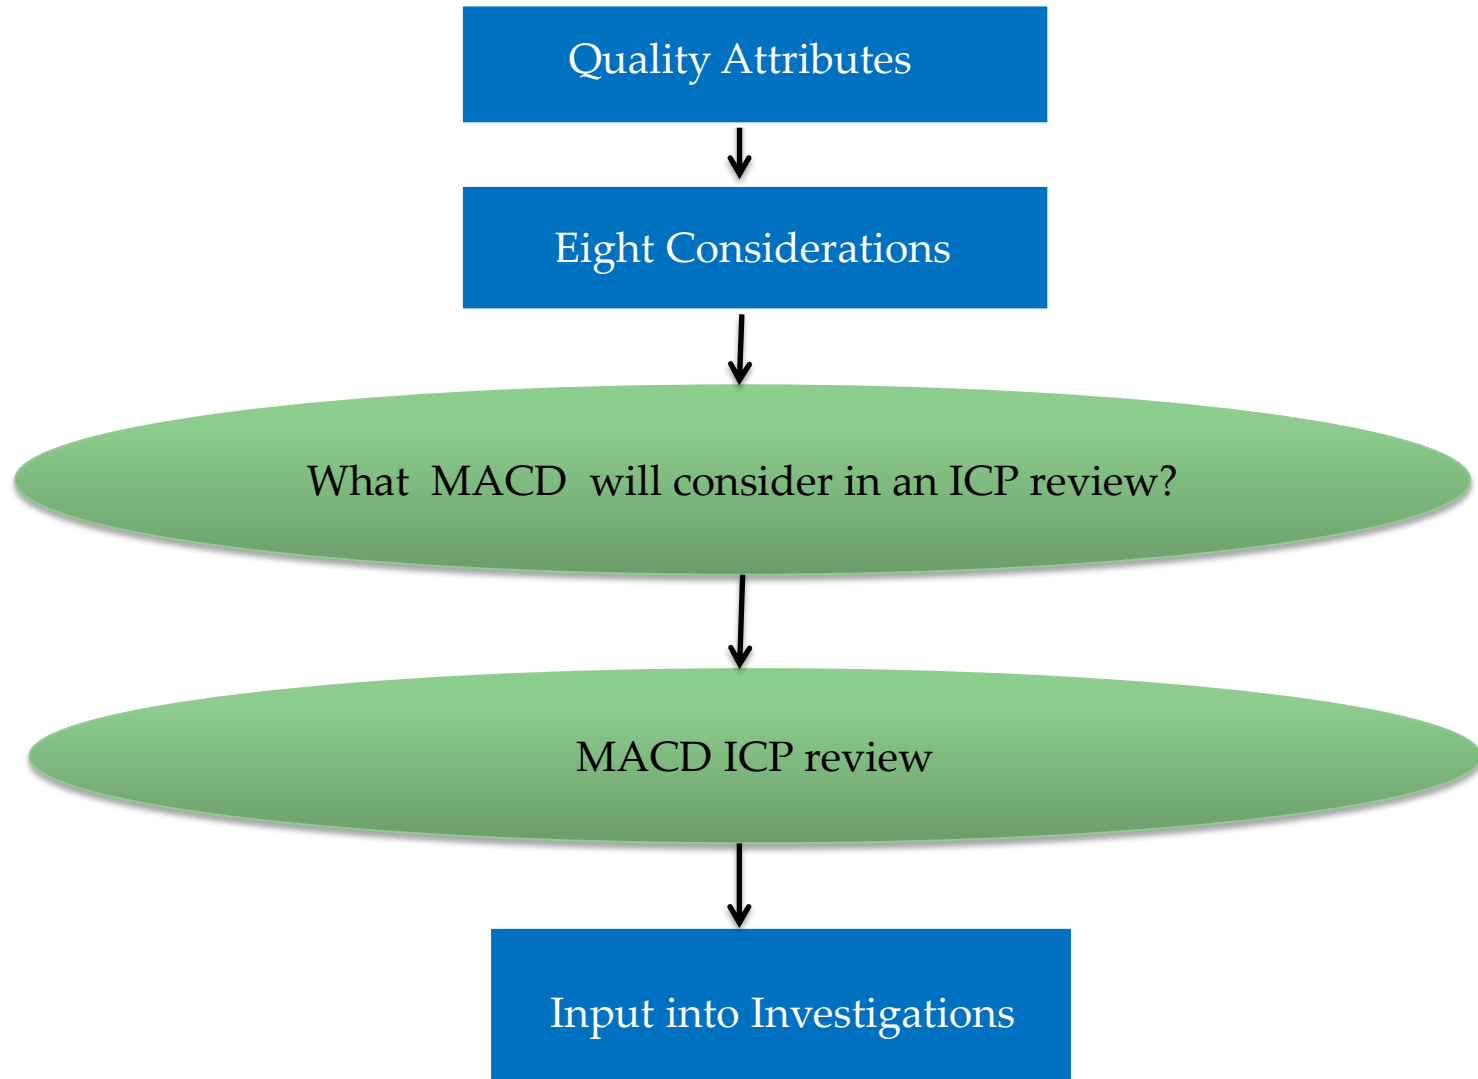 Quality Attributes
Eight Considerations
What MACD will consider in an ICP review?
MACD ICP review
Input into Investigations